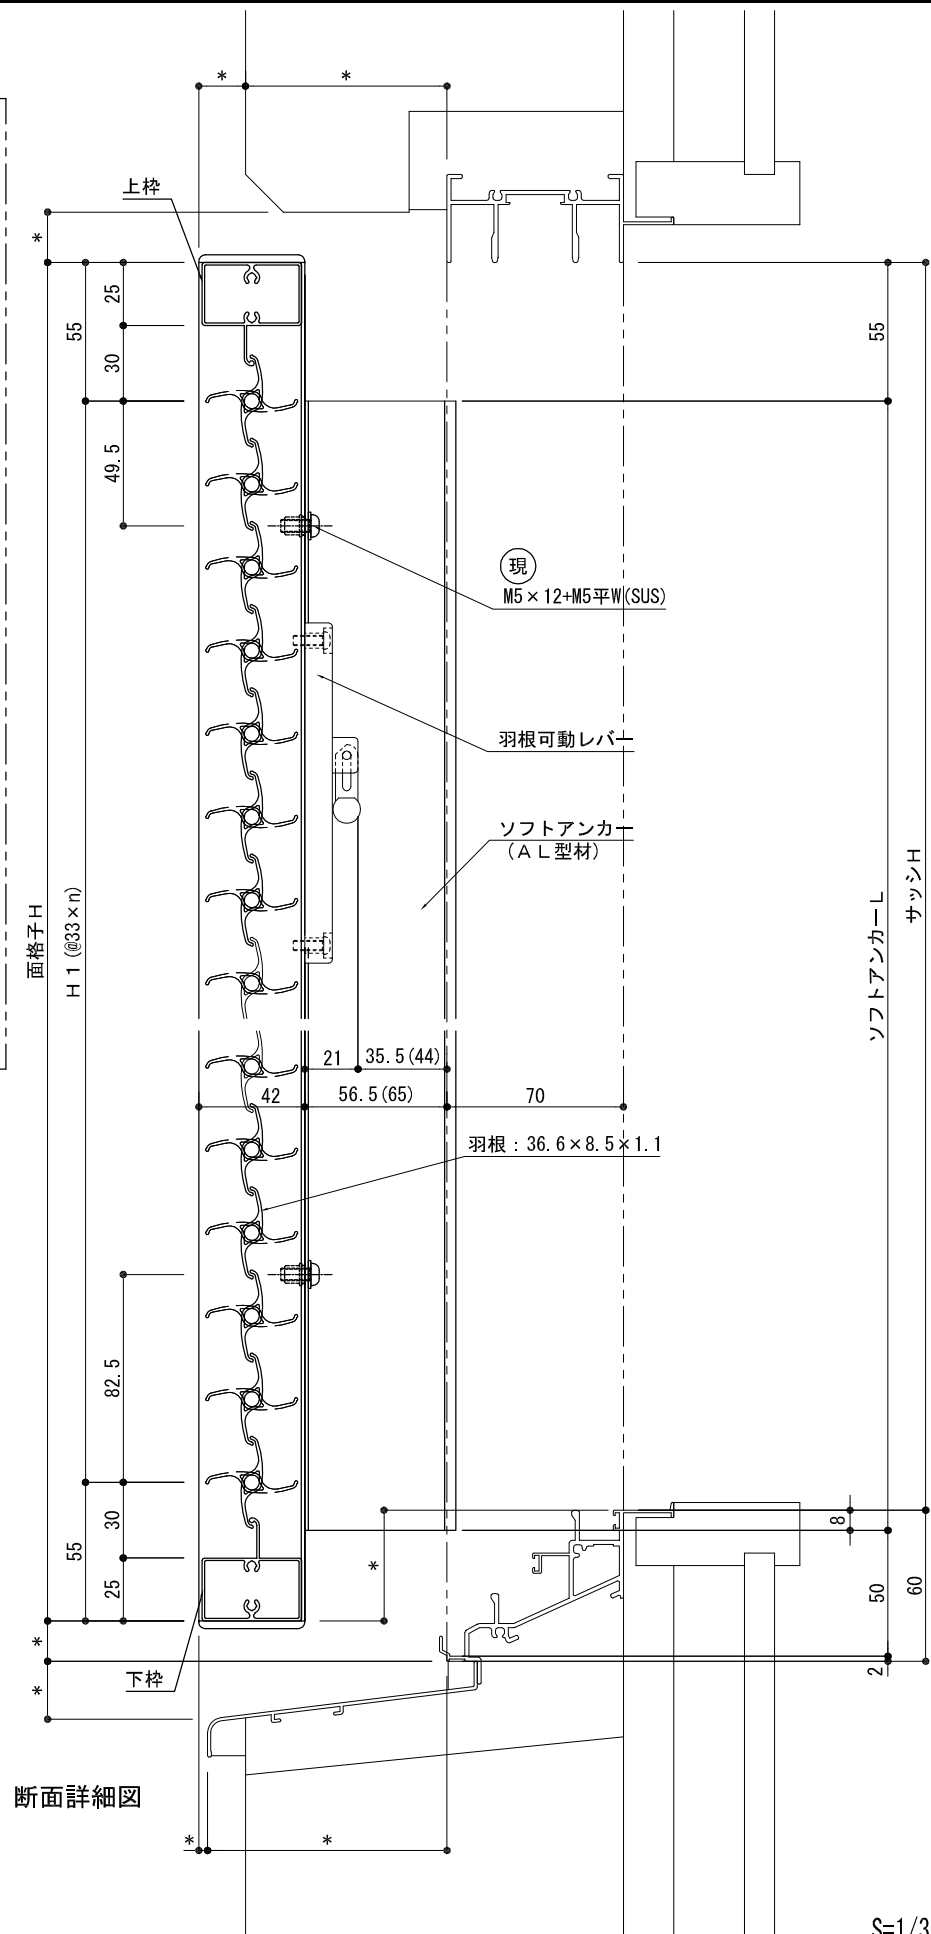 *
*
上枠
*
25
55
30
49.5
55
現
M5×12+M5平W(SUS)
羽根可動レバー
ソフトアンカー
(AL型材)
面格子H
H1(@33×n)
ソフトアンカーL
サッシH
21
35.5(44)
42
56.5(65)
70
羽根:36.6×8.5×1.1
82.5
30
55
25
*
8
50
60
2
*
*
下枠
断面詳細図
*
*
S=1/3